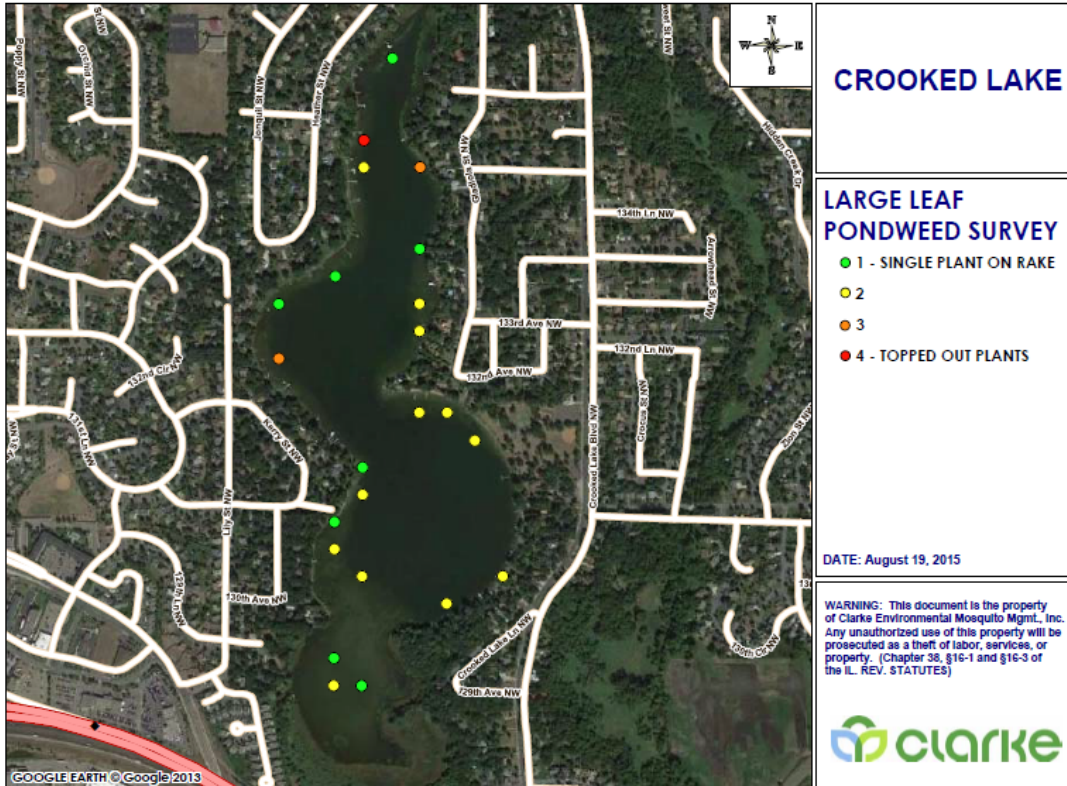 CROOKED LAKE
LARGE LEAF
PONDWEED SURVEY
1 - SINGLE PLANT ON RAKE
2
3
4 - TOPPED OUT PLANTS
DATE: August 19, 2015
WARNING: This document is the property
of Clarke Environmental Mosquito Mgmt., Inc.
Any unauthorized use of this property will be
prosecuted as a theft of labor, services, or
property. (Chapter 38, §16-1 and §16-3 of
the IL. REV. STATUTES)
clarke
N
W
E
S
Poppy St NW
St NW
Orchid St NW
Jonquil St NW
Heather St NW
Gladiola St NW
Hidden Creek Dr
134th Ln NW
Arrowhead St NW
133rd Ave NW
132nd Ave NW
132nd Ln NW
Crocus St NW
Zion St NW
Crooked Lake Blvd NW
132nd Cir NW
131st Ln NW
Kerry St NW
Lily St NW
129th Ln NW
130th Ave NW
Crooked Lake Ln NW
129th Ave NW
130th Cir NW
GOOGLE EARTH © Google 2013